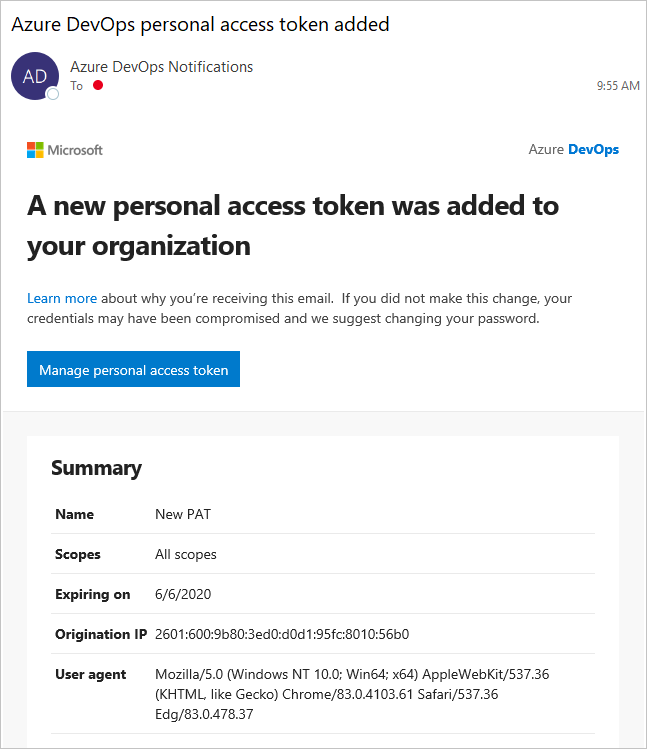 Azure DevOps personal access token added
AD
Azure DevOps Notifications
To
9:55 AM
Microsoft
Azure DevOps
A new personal access token was added to
your organization
Learn more about why you’re receiving this email.  If you did not make this change, your
credentials may have been compromised and we suggest changing your password.
Manage personal access token
Summary
Name New PAT
Scopes All scopes
Expiring on 6/6/2020
Origination IP 2601:600:9b80:3ed0:d0d1:95fc:8010:56b0
User agent Mozilla/5.0 (Windows NT 10.0; Win64; x64) AppleWebKit/537.36
(KHTML, like Gecko) Chrome/83.0.4103.61 Safari/537.36
Edg/83.0.478.37